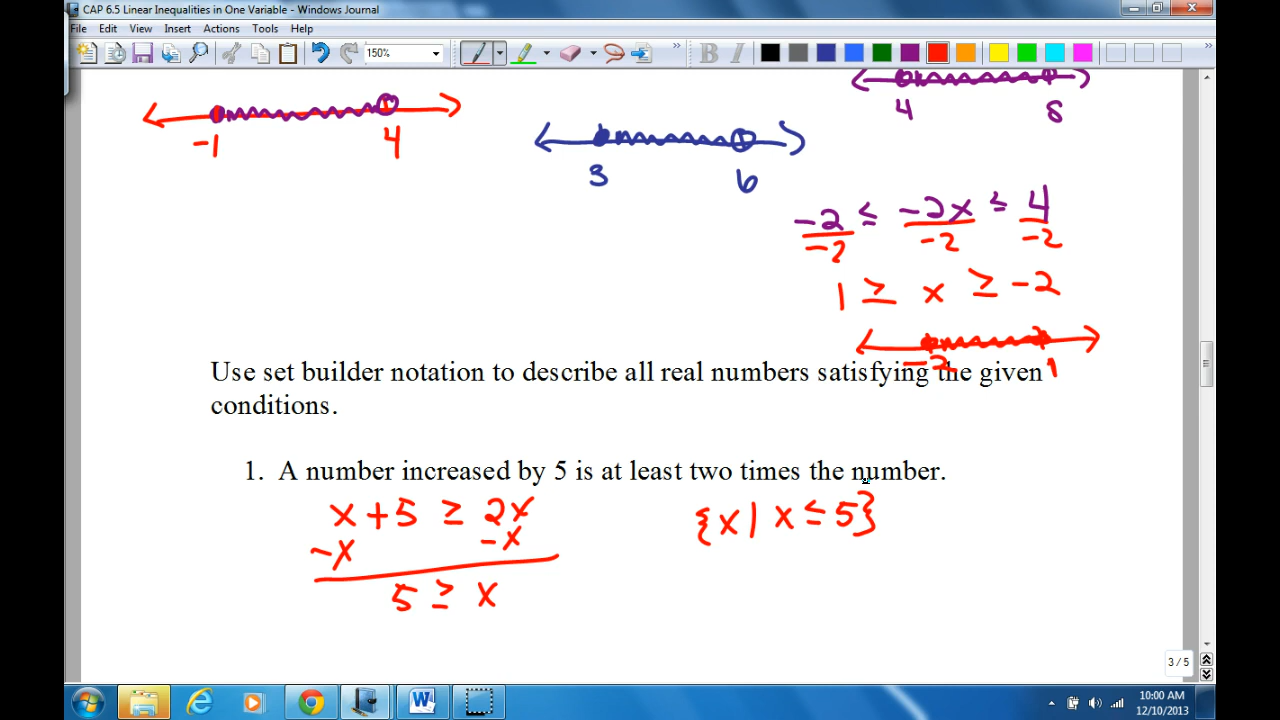 CAP 6.5 Linear Inequalities in One Variable - Windows Journal
File Edit View Insert Actions Tools Help
150%
B I
4 8
-1 4
3 6
-2 ≤ -2x ≤ 4
-2 -2 -2
1 ≥ x ≥ -2
-2 1
Use set builder notation to describe all real numbers satisfying the given
conditions.
1. A number increased by 5 is at least two times the number.
x + 5 ≥ 2x {x | x ≤ 5}
-x -x
5 ≥ x
3 / 5
10:00 AM
12/10/2013